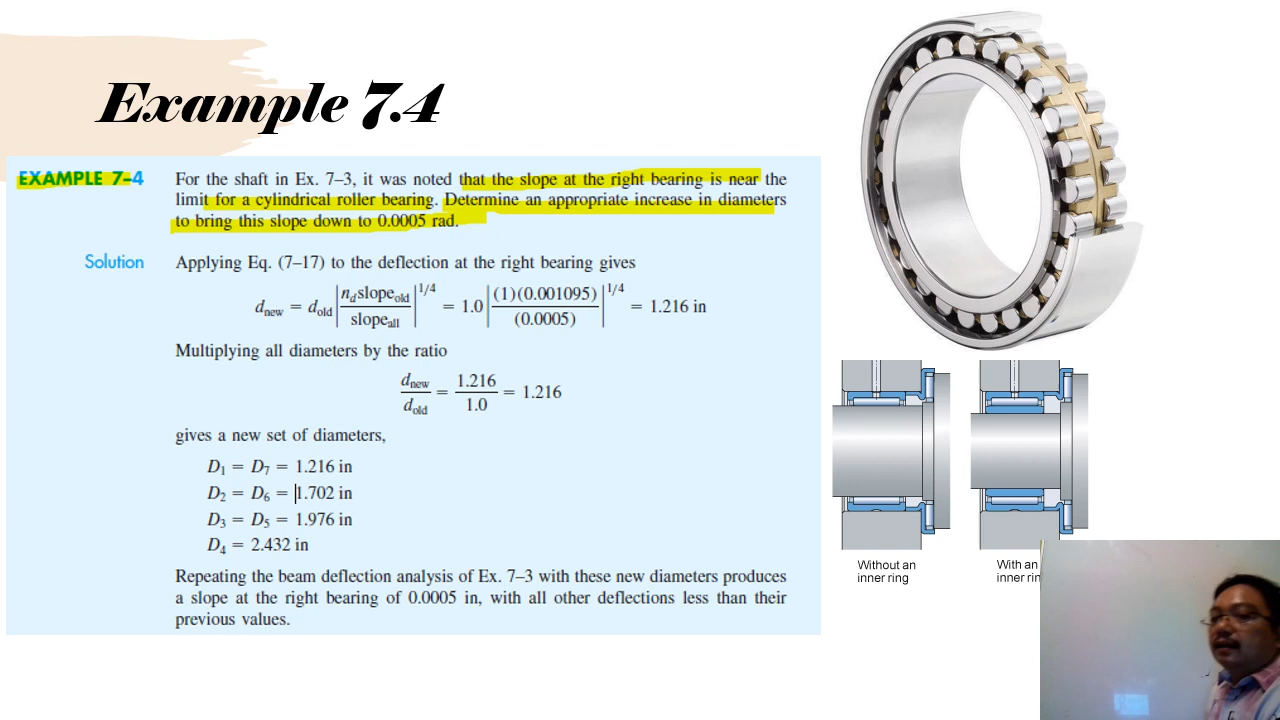 Example 7.4
EXAMPLE 7–4
For the shaft in Ex. 7–3, it was noted that the slope at the right bearing is near the
limit for a cylindrical roller bearing. Determine an appropriate increase in diameters
to bring this slope down to 0.0005 rad.
Solution
Applying Eq. (7–17) to the deflection at the right bearing gives
d_new = d_old |n_d slope_old / slope_all|^1/4 = 1.0 |(1)(0.001095) / (0.0005)|^1/4 = 1.216 in
Multiplying all diameters by the ratio
d_new / d_old = 1.216 / 1.0 = 1.216
gives a new set of diameters,
D1 = D7 = 1.216 in
D2 = D6 = 1.702 in
D3 = D5 = 1.976 in
D4 = 2.432 in
Repeating the beam deflection analysis of Ex. 7–3 with these new diameters produces
a slope at the right bearing of 0.0005 in, with all other deflections less than their
previous values.
Without an
inner ring
With an
inner rin